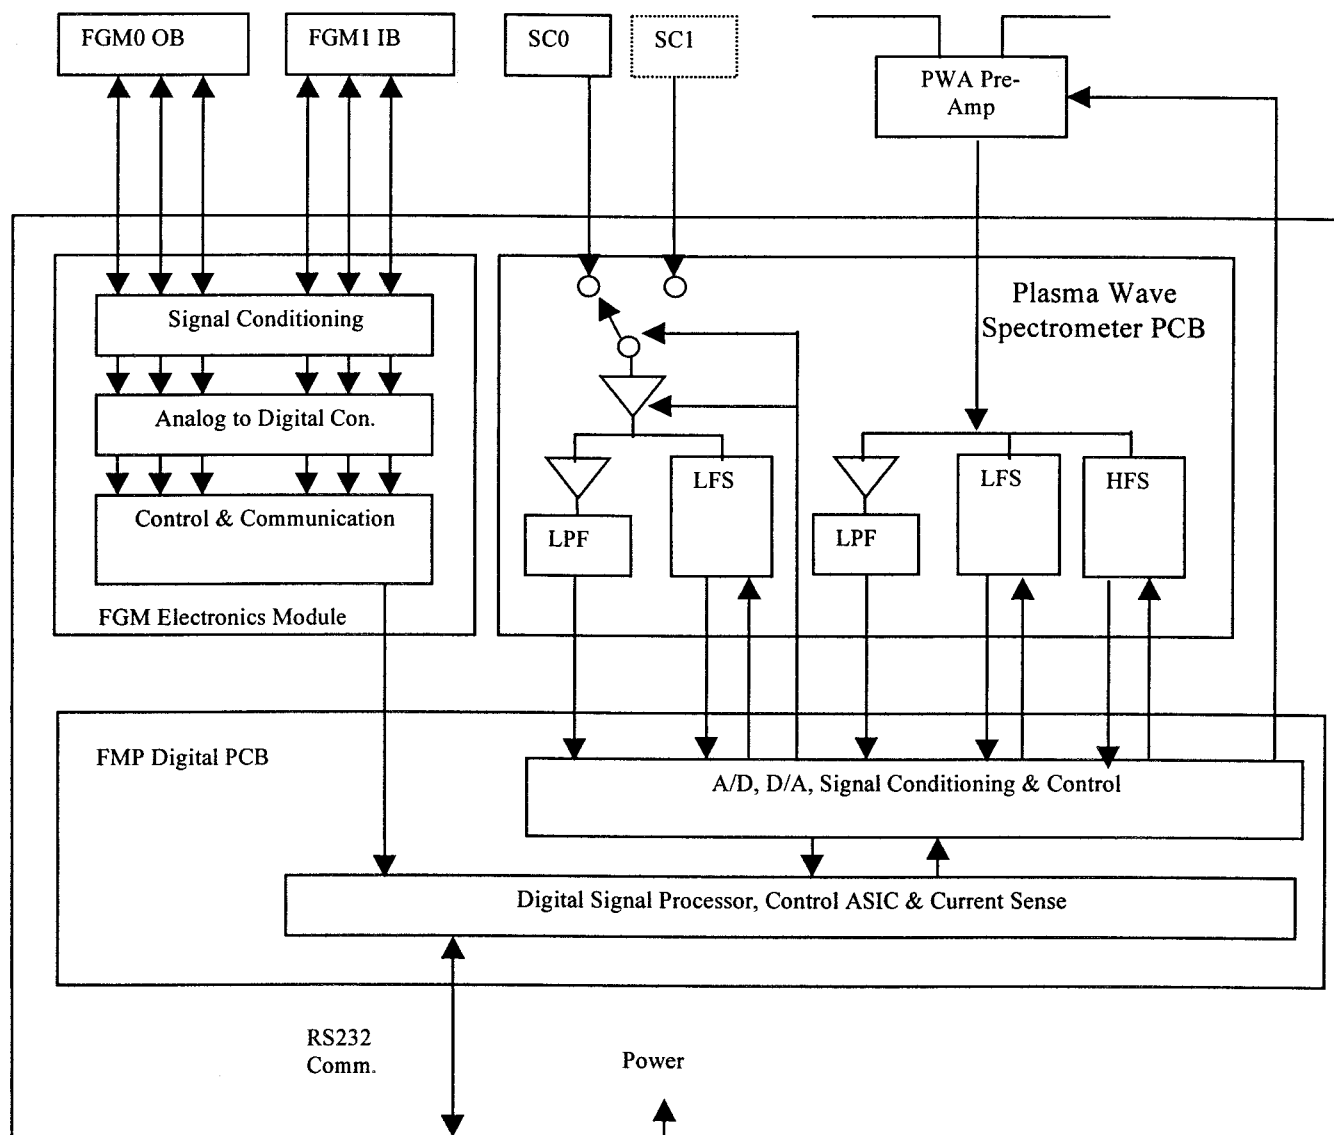 FGM0 OB
FGM1 IB
SC0
SC1
PWA Pre-
Amp
Signal Conditioning
Analog to Digital Con.
Control & Communication
FGM Electronics Module
Plasma Wave
Spectrometer PCB
LFS
LPF
LFS
HFS
LPF
FMP Digital PCB
A/D, D/A, Signal Conditioning & Control
Digital Signal Processor, Control ASIC & Current Sense
RS232
Comm.
Power